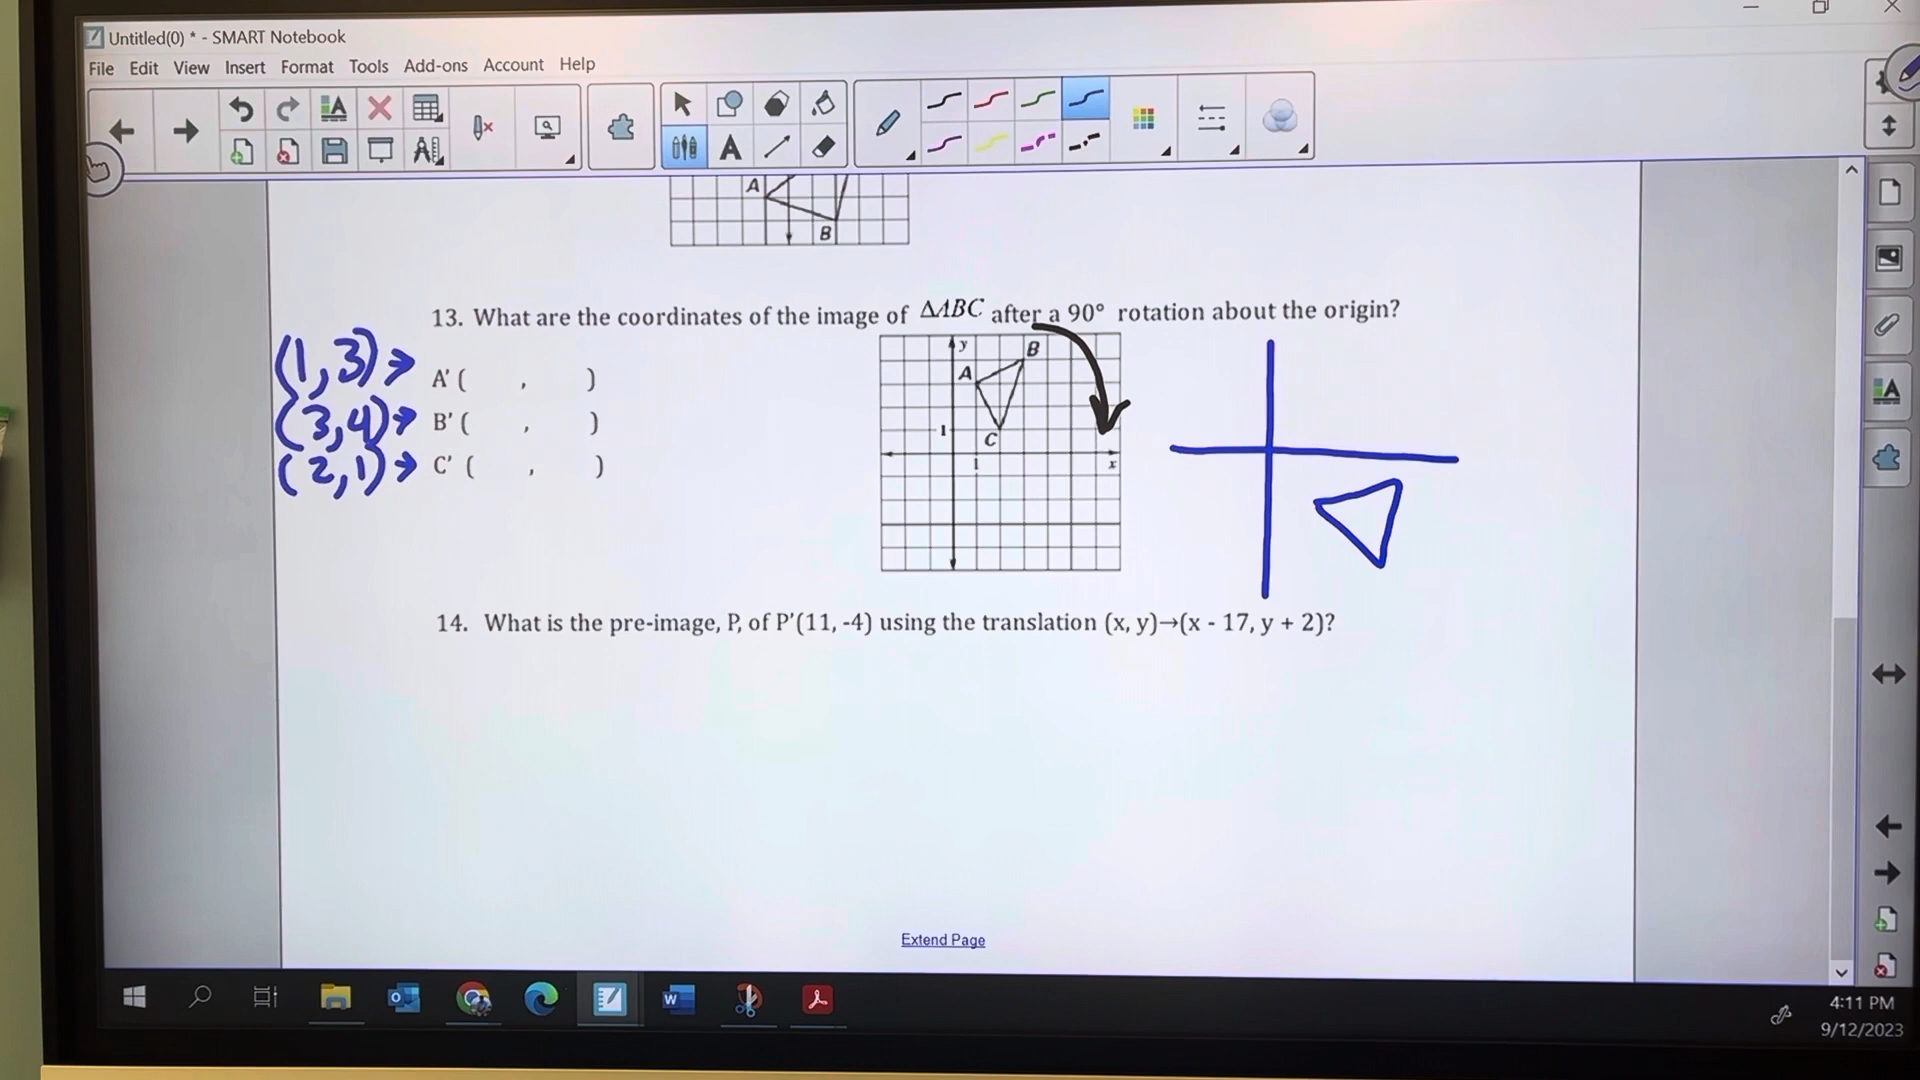 Untitled(0) * - SMART Notebook
File Edit View Insert Format Tools Add-ons Account Help
A
B
13. What are the coordinates of the image of ΔABC after a 90° rotation about the origin?
(1,3)→ A' ( , )
(3,4)→ B' ( , )
(2,1)→ C' ( , )
y
B
A
1
C
1
x
14. What is the pre-image, P, of P'(11, -4) using the translation (x, y)→(x - 17, y + 2)?
Extend Page
4:11 PM
9/12/2023